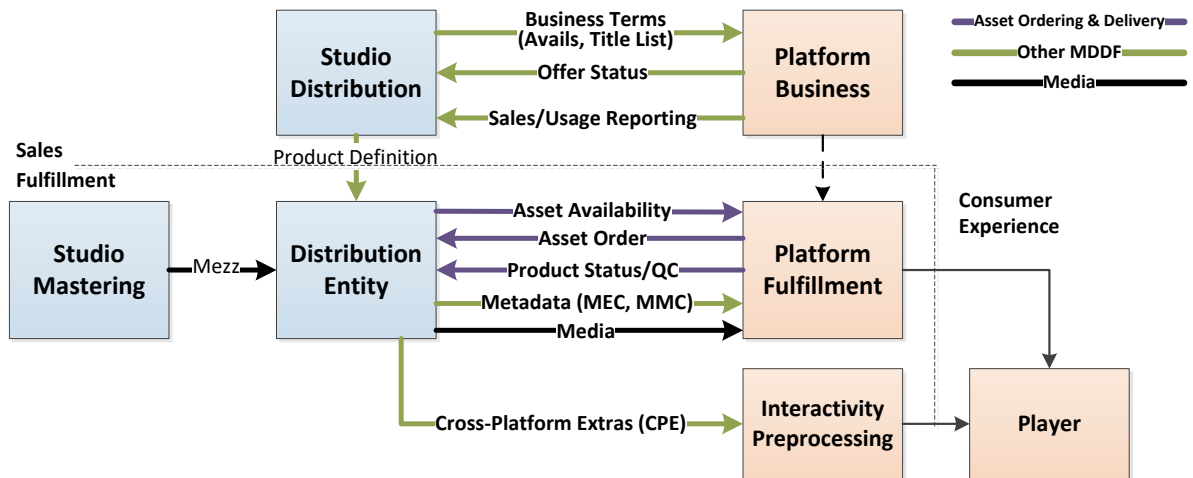 Business Terms
(Avails, Title List)
Asset Ordering & Delivery
Other MDDF
Media
Studio
Distribution
Offer Status
Platform
Business
Sales/Usage Reporting
Sales
Product Definition
Fulfillment
Studio
Mastering
Mezz
Distribution
Entity
Asset Availability
Asset Order
Product Status/QC
Metadata (MEC, MMC)
Media
Platform
Fulfillment
Consumer
Experience
Cross-Platform Extras (CPE)
Interactivity
Preprocessing
Player